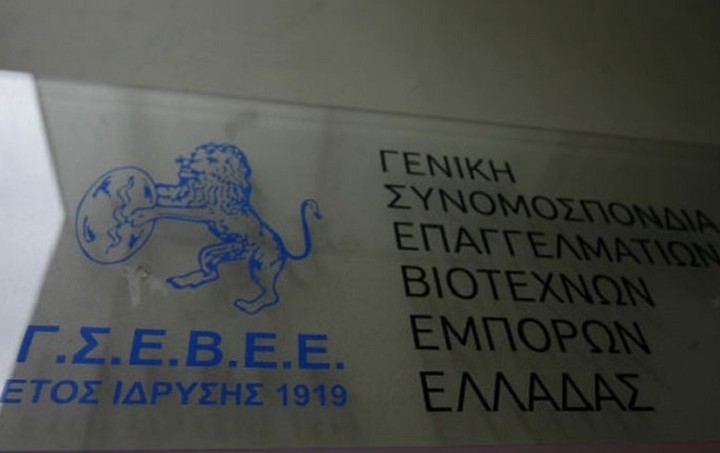 Γ.Σ.Ε.Β.Ε.Ε.
ΕΤΟΣ ΙΔΡΥΣΗΣ 1919
ΓΕΝΙΚΗ
ΣΥΝΟΜΟΣΠΟΝΔΙΑ
ΕΠΑΓΓΕΛΜΑΤΙΩΝ
ΒΙΟΤΕΧΝΩΝ
ΕΜΠΟΡΩΝ
ΕΛΛΑΔΑΣ